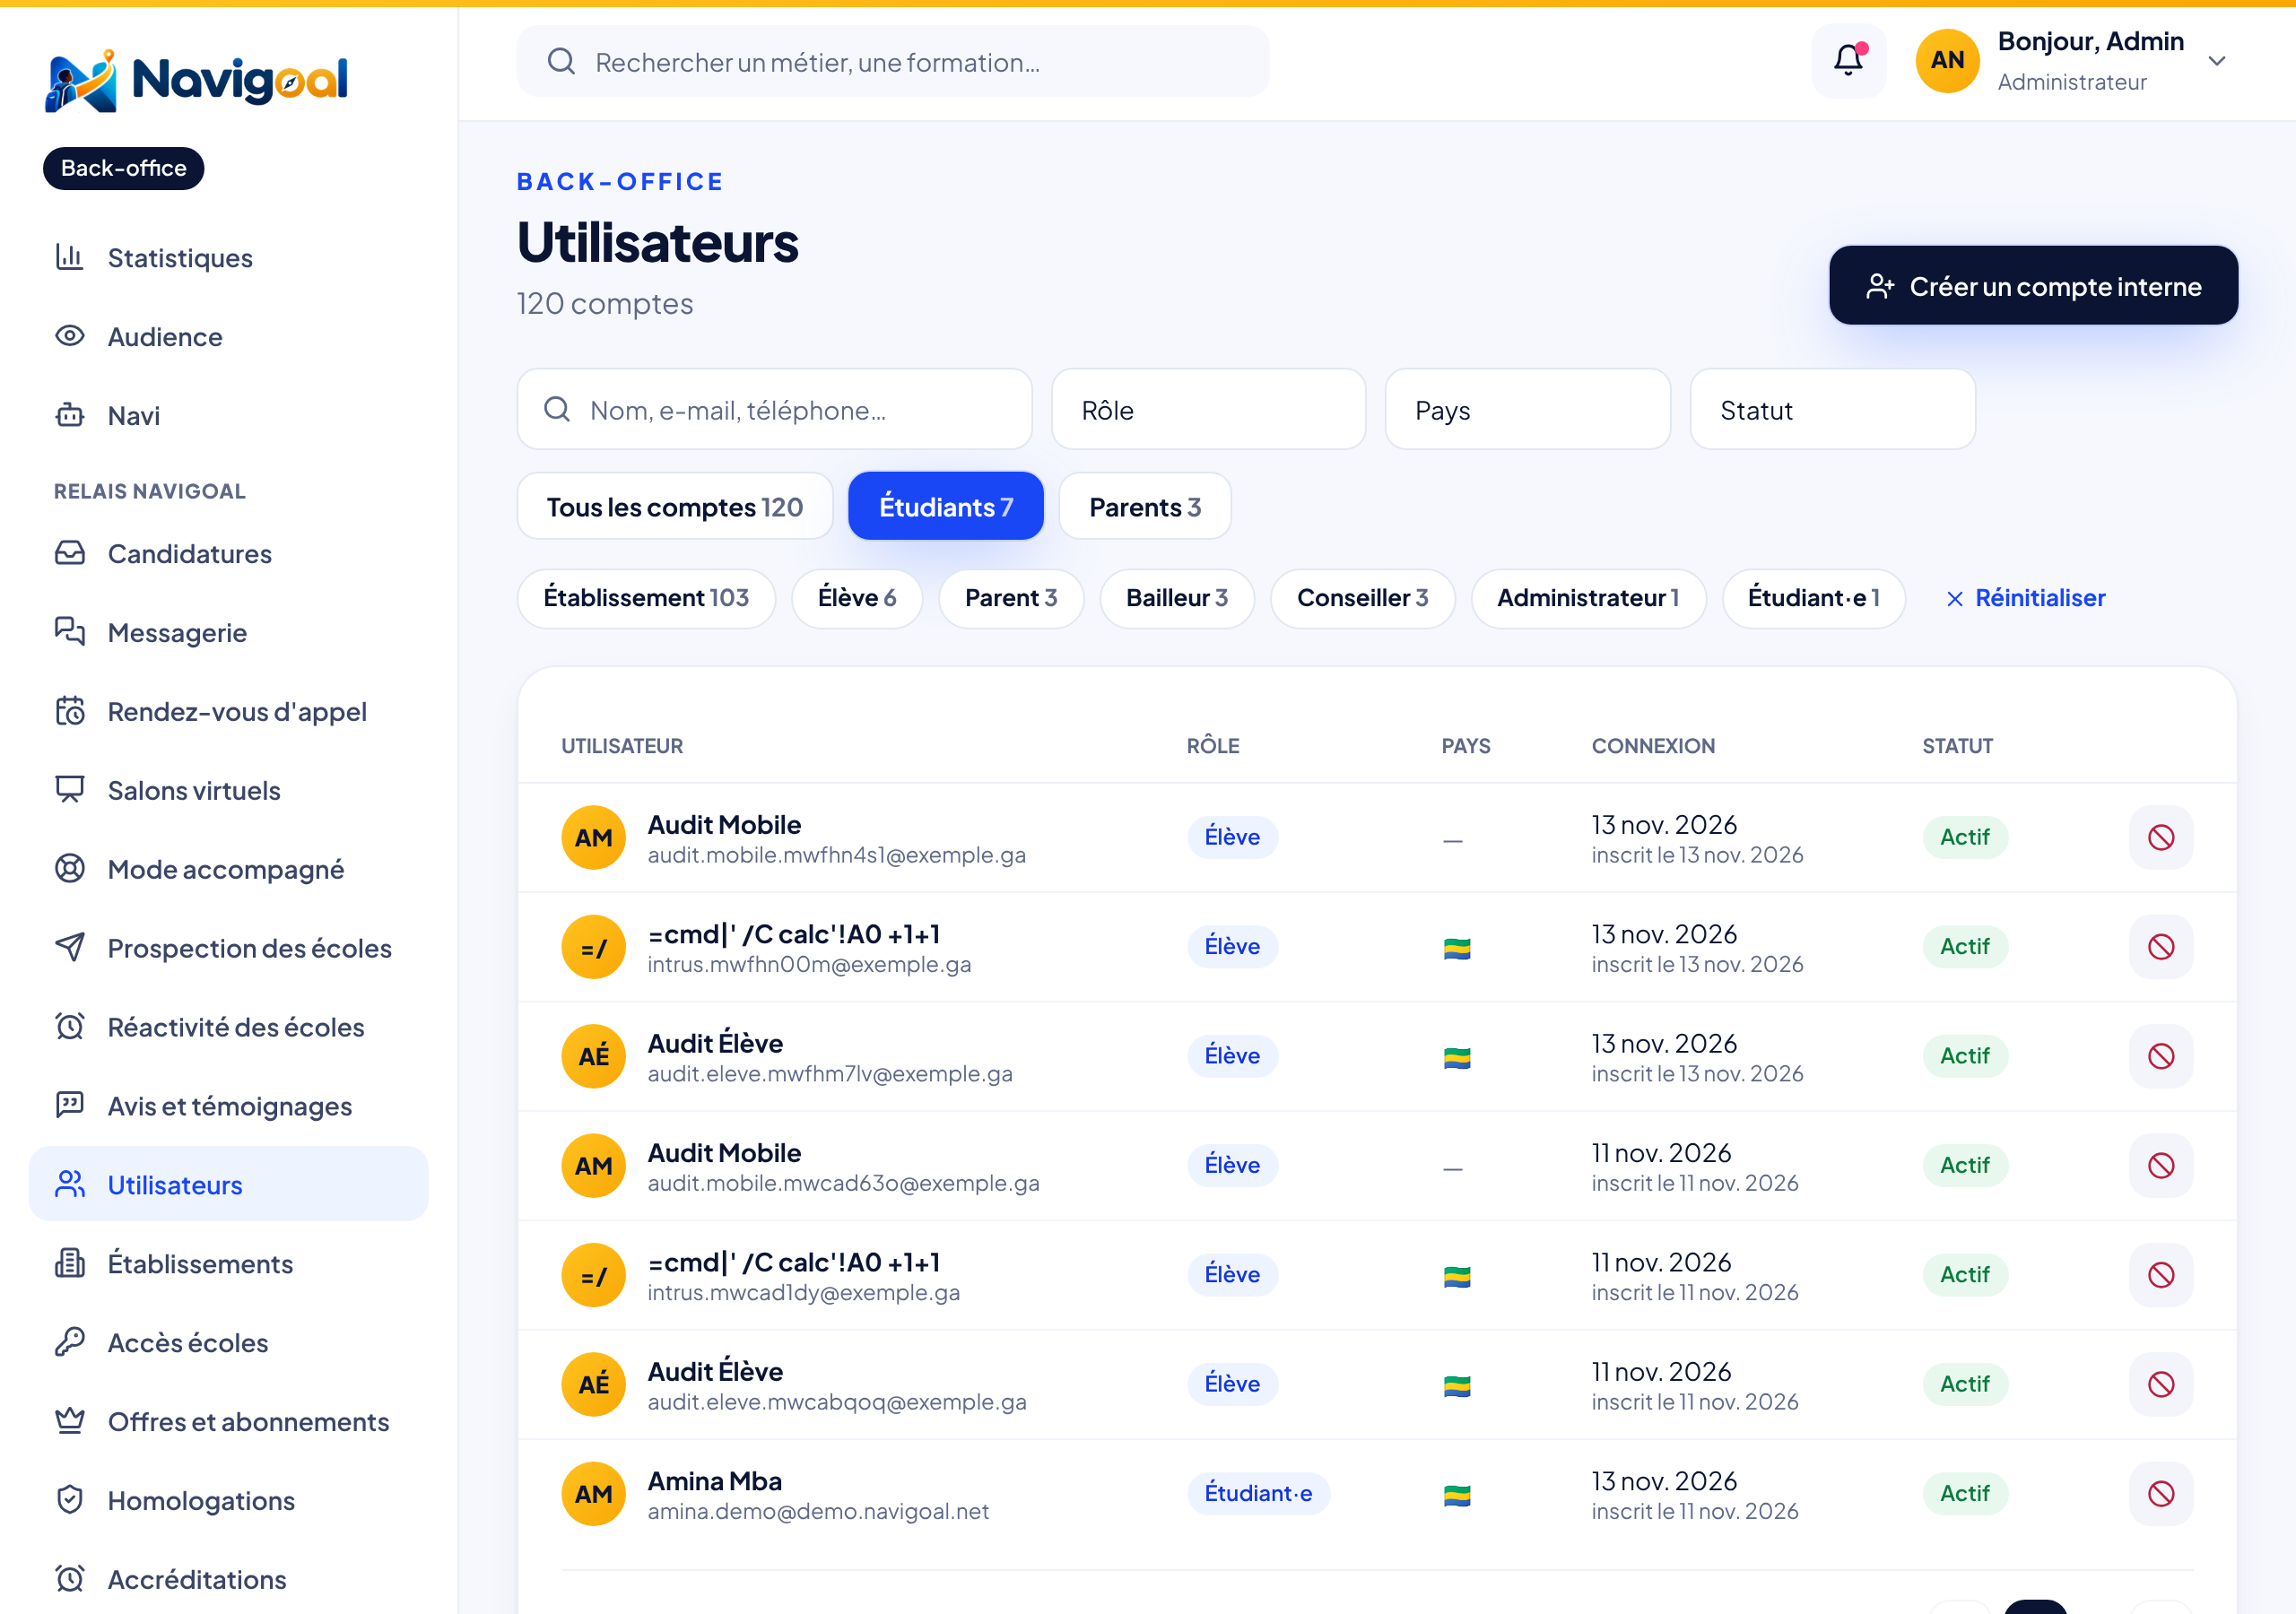 Navigoal
Back-office
Statistiques
Audience
Navi
RELAIS NAVIGOAL
Candidatures
Messagerie
Rendez-vous d'appel
Salons virtuels
Mode accompagné
Prospection des écoles
Réactivité des écoles
Avis et témoignages
Utilisateurs
Établissements
Accès écoles
Offres et abonnements
Homologations
Accréditations
Rechercher un métier, une formation...
AN
Bonjour, Admin
Administrateur
BACK-OFFICE
Utilisateurs
120 comptes
Créer un compte interne
Nom, e-mail, téléphone... Rôle Pays Statut
Tous les comptes 120 Étudiants 7 Parents 3
Établissement 103 Élève 6 Parent 3 Bailleur 3 Conseiller 3 Administrateur 1 Étudiant·e 1 Réinitialiser
UTILISATEUR RÔLE PAYS CONNEXION STATUT
AM Audit Mobile Élève — 13 nov. 2026 Actif
audit.mobile.mwfhn4s1@exemple.ga inscrit le 13 nov. 2026
=/ =cmd|' /C calc'!A0 +1+1 Élève 13 nov. 2026 Actif
intrus.mwfhn00m@exemple.ga inscrit le 13 nov. 2026
AÉ Audit Élève Élève 13 nov. 2026 Actif
audit.eleve.mwfhm7lv@exemple.ga inscrit le 13 nov. 2026
AM Audit Mobile Élève — 11 nov. 2026 Actif
audit.mobile.mwcad63o@exemple.ga inscrit le 11 nov. 2026
=/ =cmd|' /C calc'!A0 +1+1 Élève 11 nov. 2026 Actif
intrus.mwcad1dy@exemple.ga inscrit le 11 nov. 2026
AÉ Audit Élève Élève 11 nov. 2026 Actif
audit.eleve.mwcabqoq@exemple.ga inscrit le 11 nov. 2026
AM Amina Mba Étudiant·e 13 nov. 2026 Actif
amina.demo@demo.navigoal.net inscrit le 11 nov. 2026